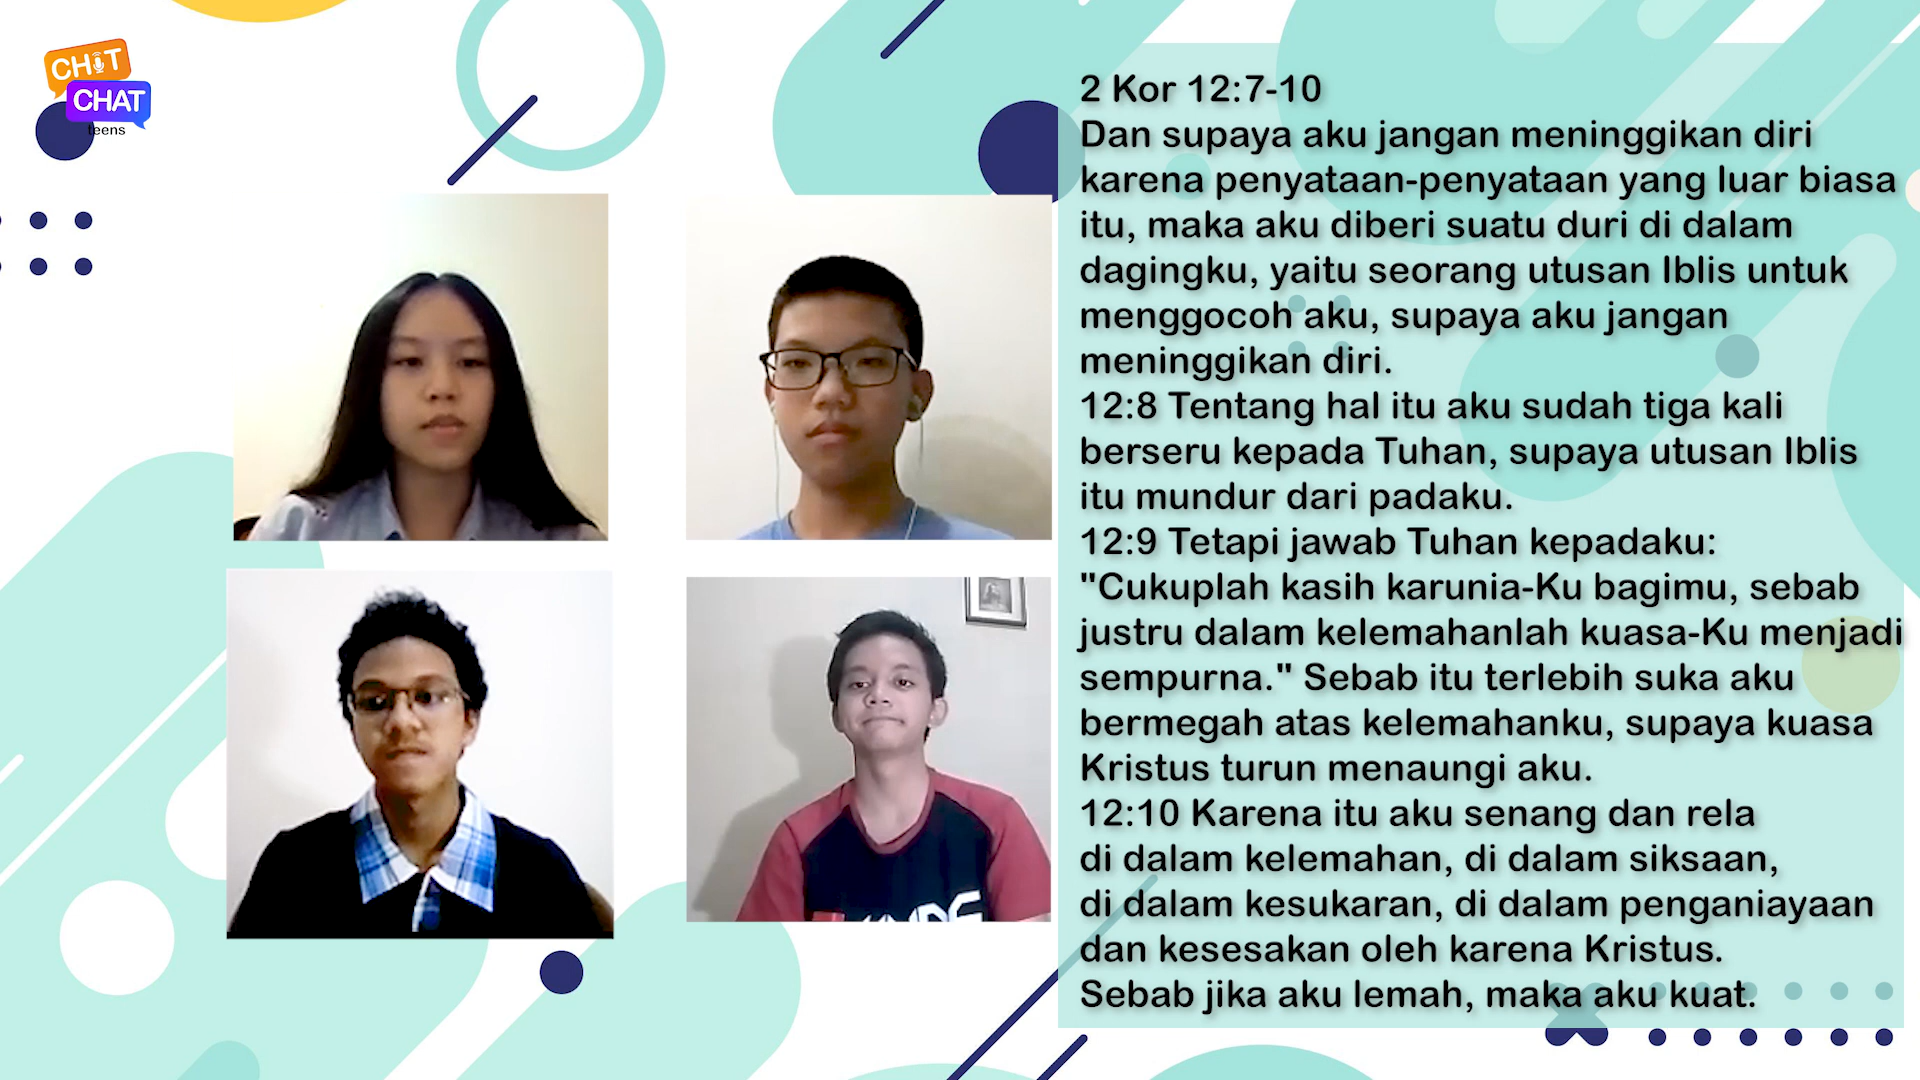 CHiT
CHAT
teens
2 Kor 12:7-10
Dan supaya aku jangan meninggikan diri
karena penyataan-penyataan yang luar biasa
itu, maka aku diberi suatu duri di dalam
dagingku, yaitu seorang utusan Iblis untuk
menggocoh aku, supaya aku jangan
meninggikan diri.
12:8 Tentang hal itu aku sudah tiga kali
berseru kepada Tuhan, supaya utusan Iblis
itu mundur dari padaku.
12:9 Tetapi jawab Tuhan kepadaku:
"Cukuplah kasih karunia-Ku bagimu, sebab
justru dalam kelemahanlah kuasa-Ku menjadi
sempurna." Sebab itu terlebih suka aku
bermegah atas kelemahanku, supaya kuasa
Kristus turun menaungi aku.
12:10 Karena itu aku senang dan rela
di dalam kelemahan, di dalam siksaan,
di dalam kesukaran, di dalam penganiayaan
dan kesesakan oleh karena Kristus.
Sebab jika aku lemah, maka aku kuat.